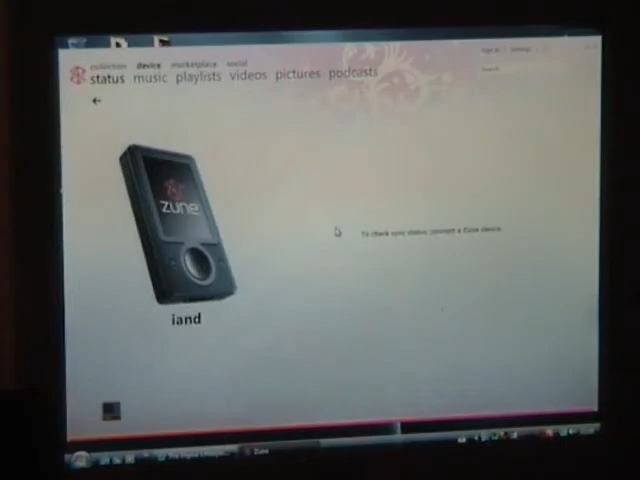 collection device marketplace social
status music playlists videos pictures podcasts
zune
To check sync status, connect a Zune device.
iand
Zune